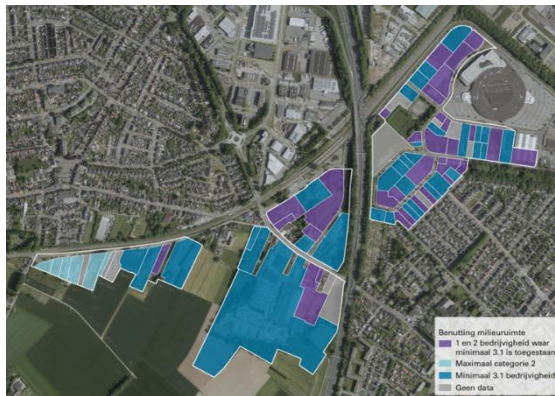 Benutting milieuruimte
1 en 2 bedrijvigheid waar
minimaal 3.1 is toegestaan
Maximaal categorie 2
Minimaal 3.1 bedrijvigheid
Geen data